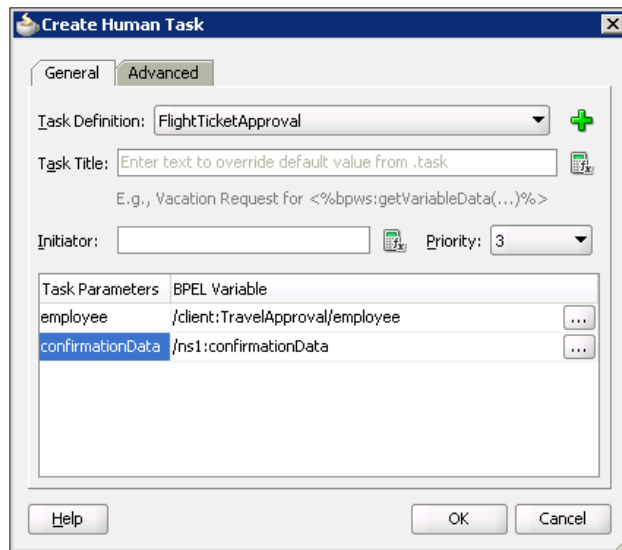 Create Human Task
General Advanced
Task Definition: FlightTicketApproval
Task Title: Enter text to override default value from .task
E.g., Vacation Request for <%bpws:getVariableData(...)%>
Initiator: Priority: 3
Task Parameters BPEL Variable
employee /client:TravelApproval/employee ...
confirmationData /ns1:confirmationData ...
Help OK Cancel